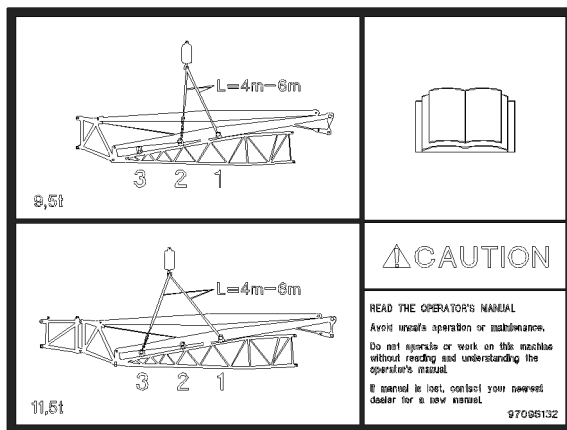 L=4m-6m
3 2 1
9,5t
L=4m-6m
3 2 1
11,5t
⚠CAUTION
READ THE OPERATOR'S MANUAL
Avoid unsafe operation or maintenance.
Do not operate or work on this machine
without reading and understanding the
operator's manual.
If manual is lost, contact your nearest
dealer for a new manual.
97095132